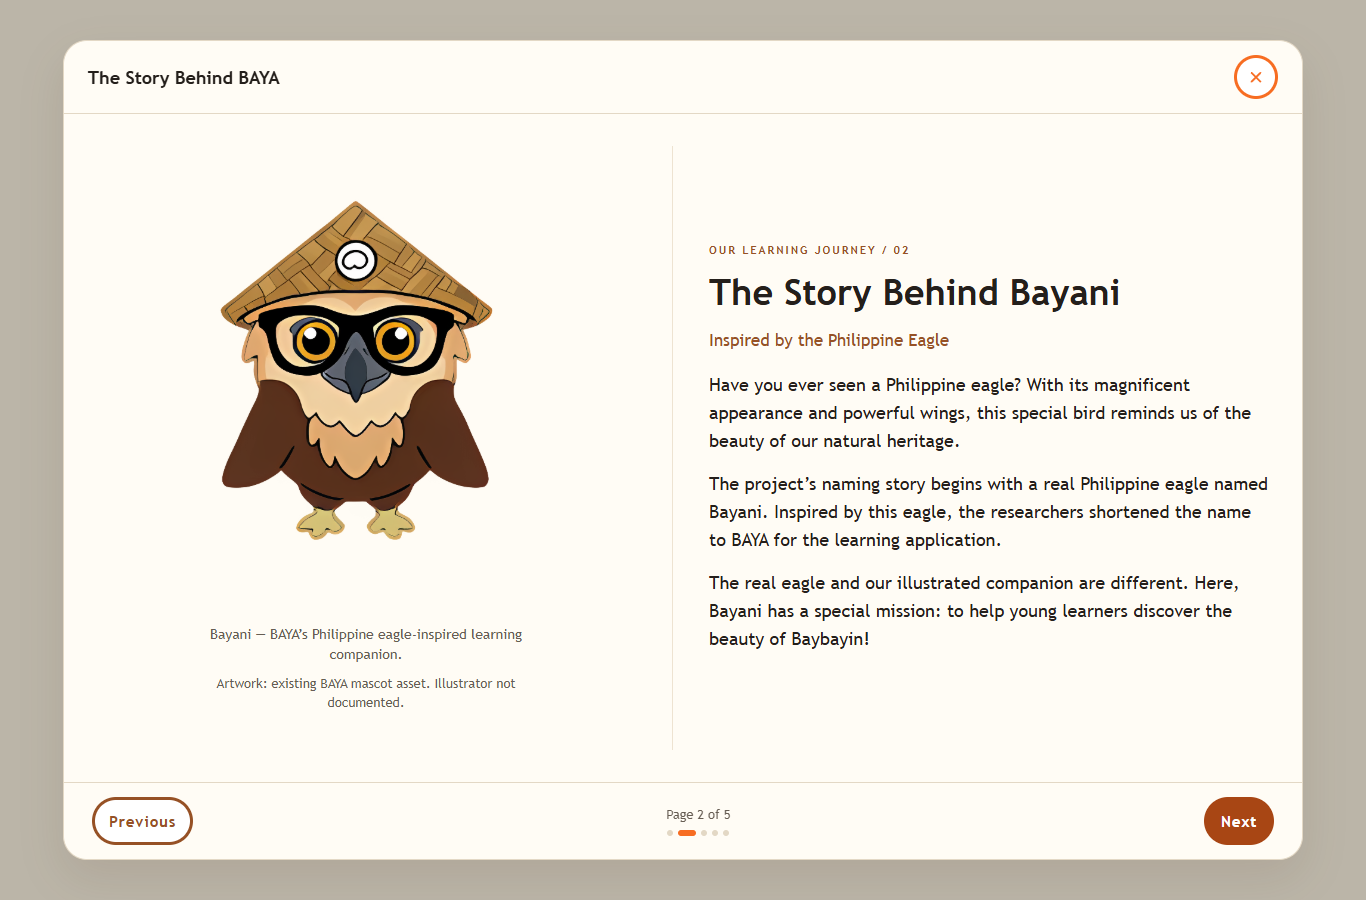 The Story Behind BAYA
OUR LEARNING JOURNEY / 02
The Story Behind Bayani
Inspired by the Philippine Eagle
Have you ever seen a Philippine eagle? With its magnificent
appearance and powerful wings, this special bird reminds us of the
beauty of our natural heritage.
The project’s naming story begins with a real Philippine eagle named
Bayani. Inspired by this eagle, the researchers shortened the name
to BAYA for the learning application.
The real eagle and our illustrated companion are different. Here,
Bayani has a special mission: to help young learners discover the
beauty of Baybayin!
Bayani — BAYA’s Philippine eagle-inspired learning
companion.
Artwork: existing BAYA mascot asset. Illustrator not
documented.
Previous
Page 2 of 5
Next